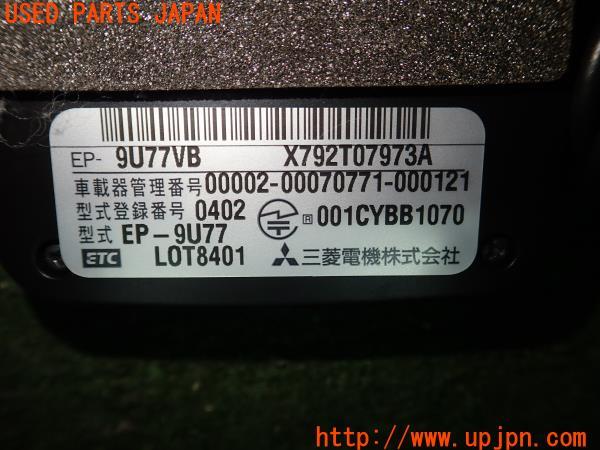 USED PARTS JAPAN
EP- 9U77VB X792T07973A
車載器管理番号 00002-00070771-000121
型式登録番号 0402 R 001CYBB1070
型式 EP-9U77
ETC LOT8401 三菱電機株式会社
http://www.upjpn.com/